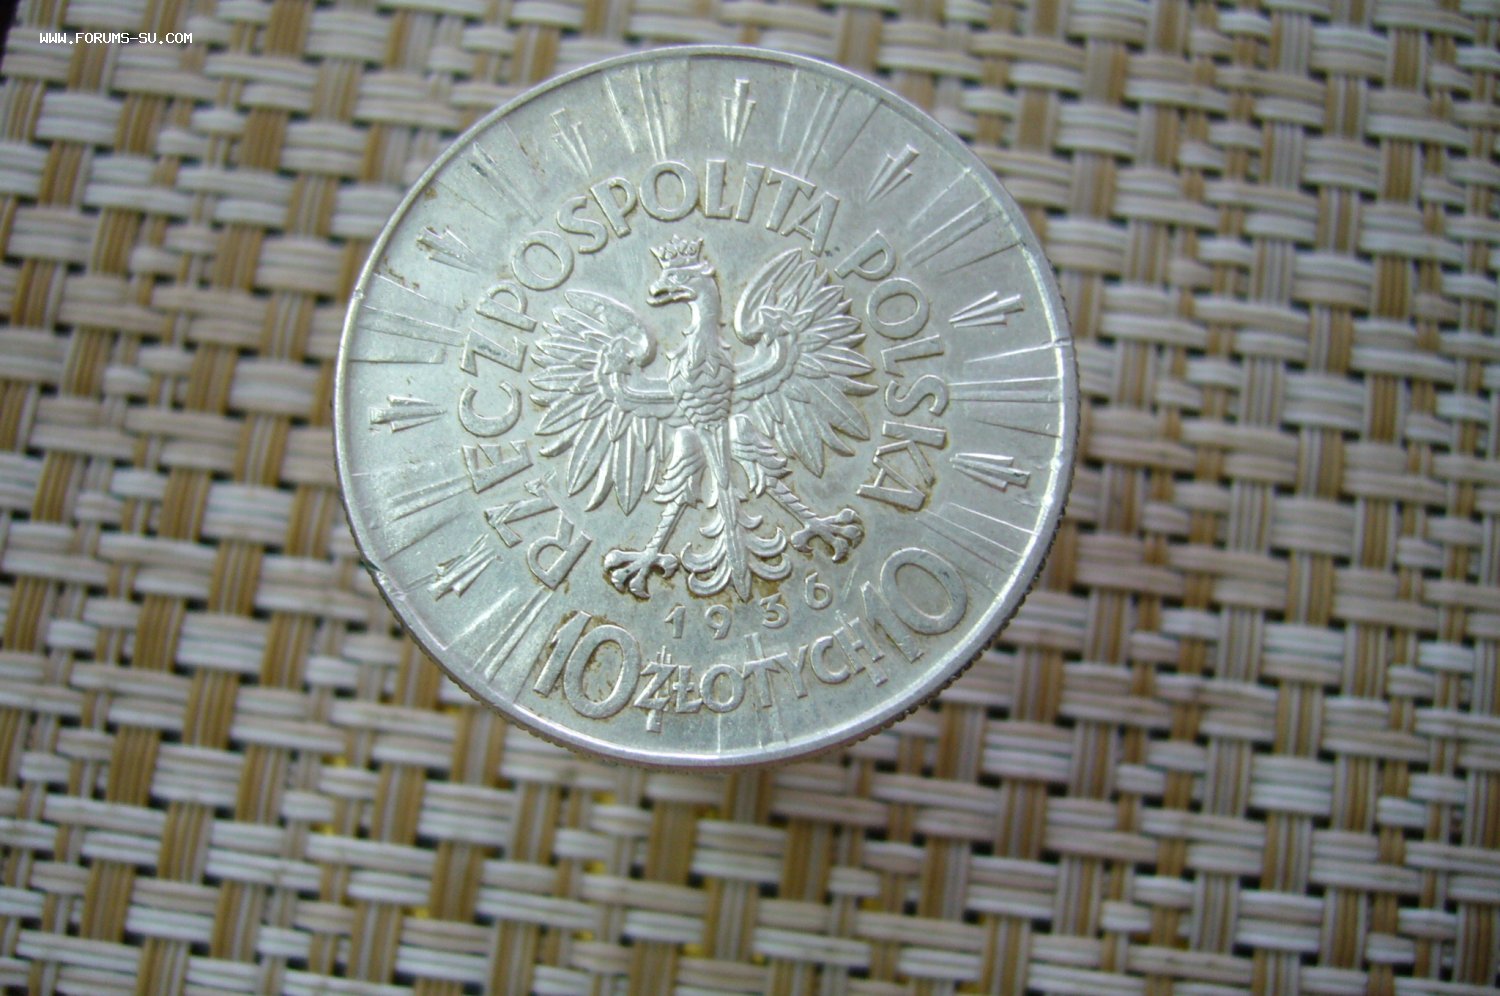 WWW.FORUMS-SU.COM
RZECZPOSPOLITA POLSKA
1936
10 ZŁOTYCH 10